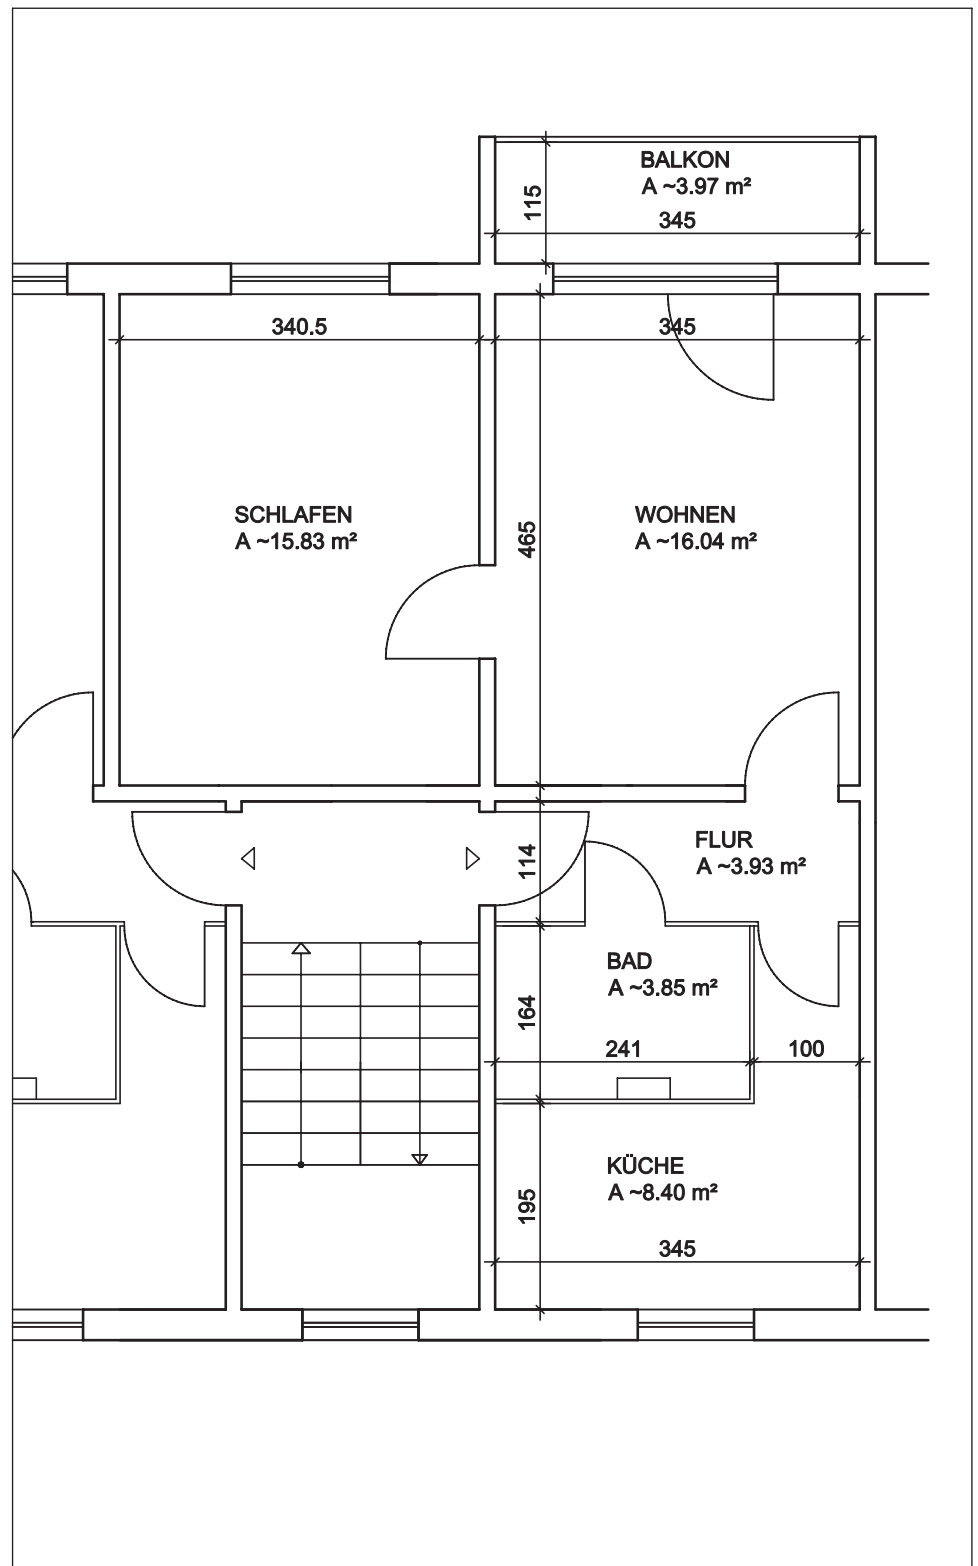 BALKON
A ~3.97 m²
115
345
340.5
345
SCHLAFEN
A ~15.83 m²
465
WOHNEN
A ~16.04 m²
FLUR
A ~3.93 m²
114
BAD
A ~3.85 m²
164
241
100
KÜCHE
A ~8.40 m²
195
345